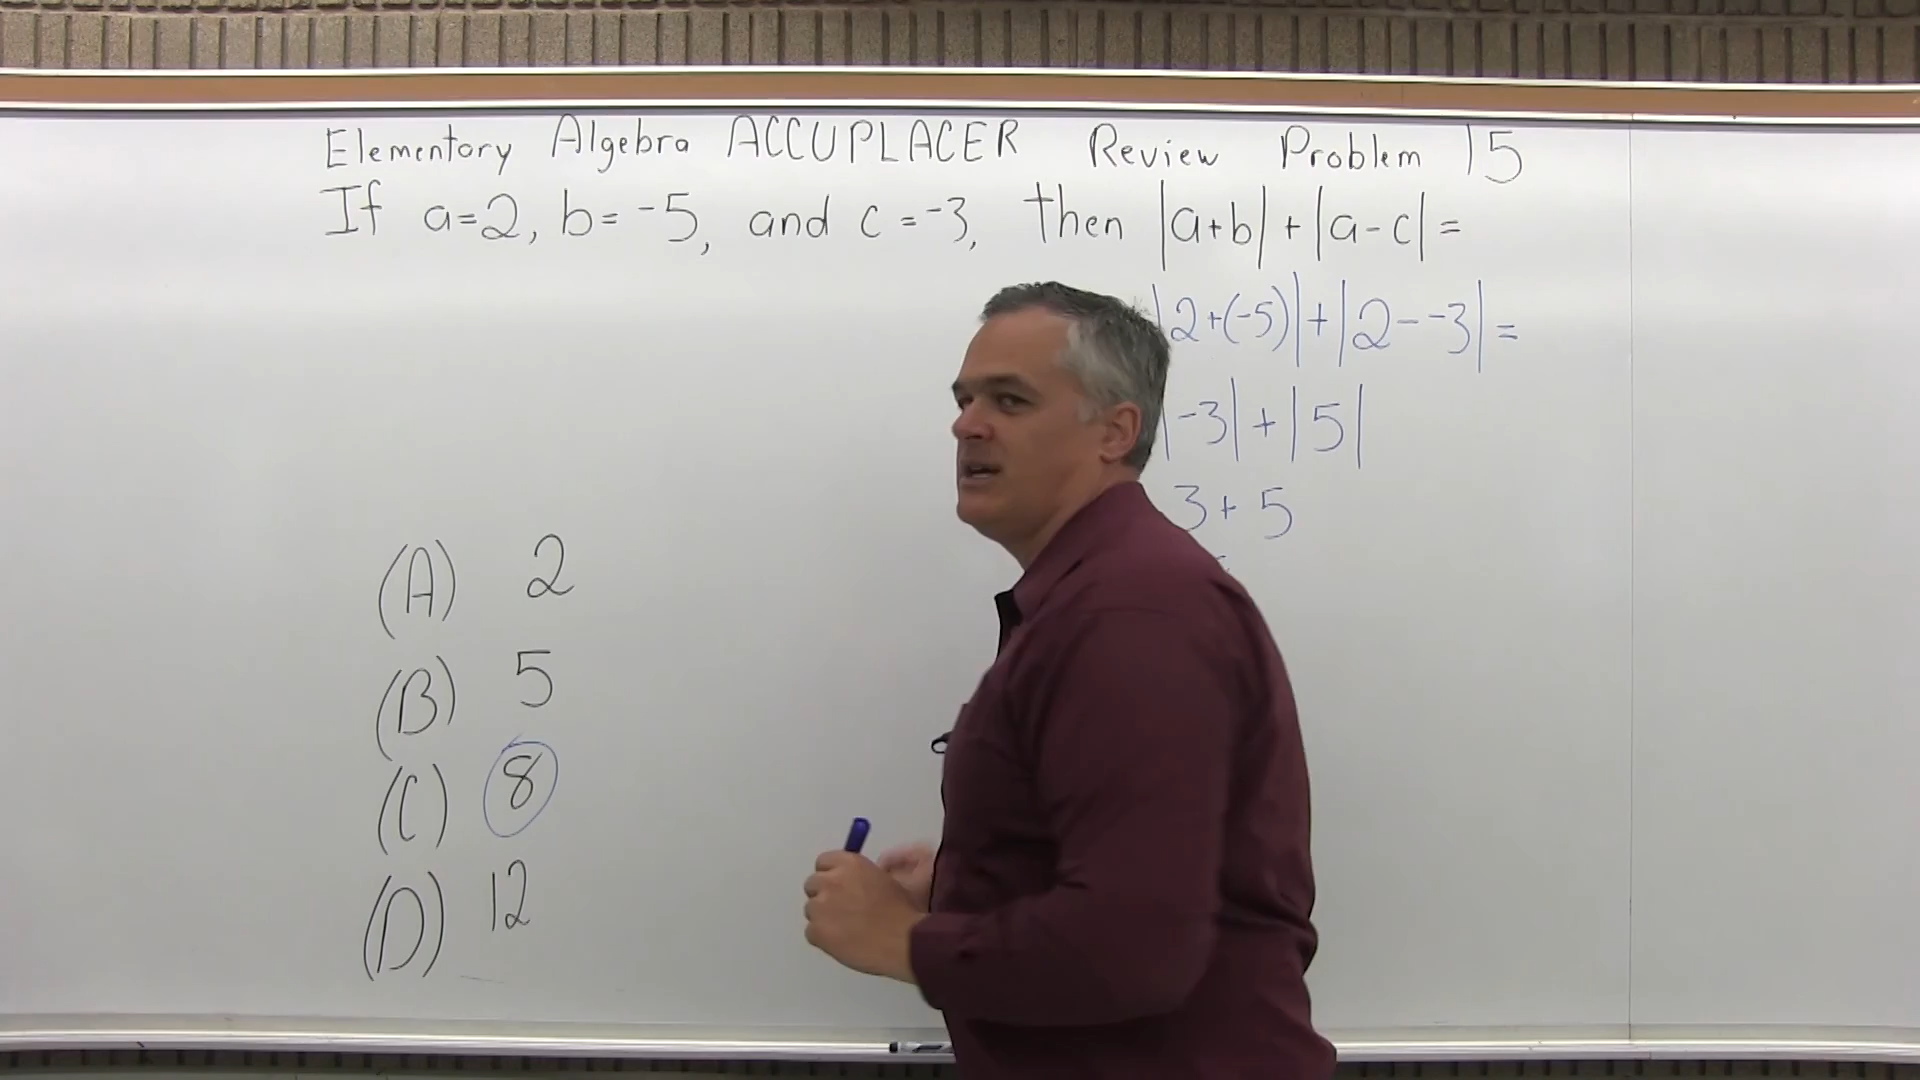 Elementary Algebra ACCUPLACER Review Problem 15
If a=2, b= -5, and c = -3, then |a+b| + |a-c| =
|2+(-5)| + |2--3| =
|-3| + |5|
3 + 5
(A) 2
(B) 5
(C) 8
(D) 12